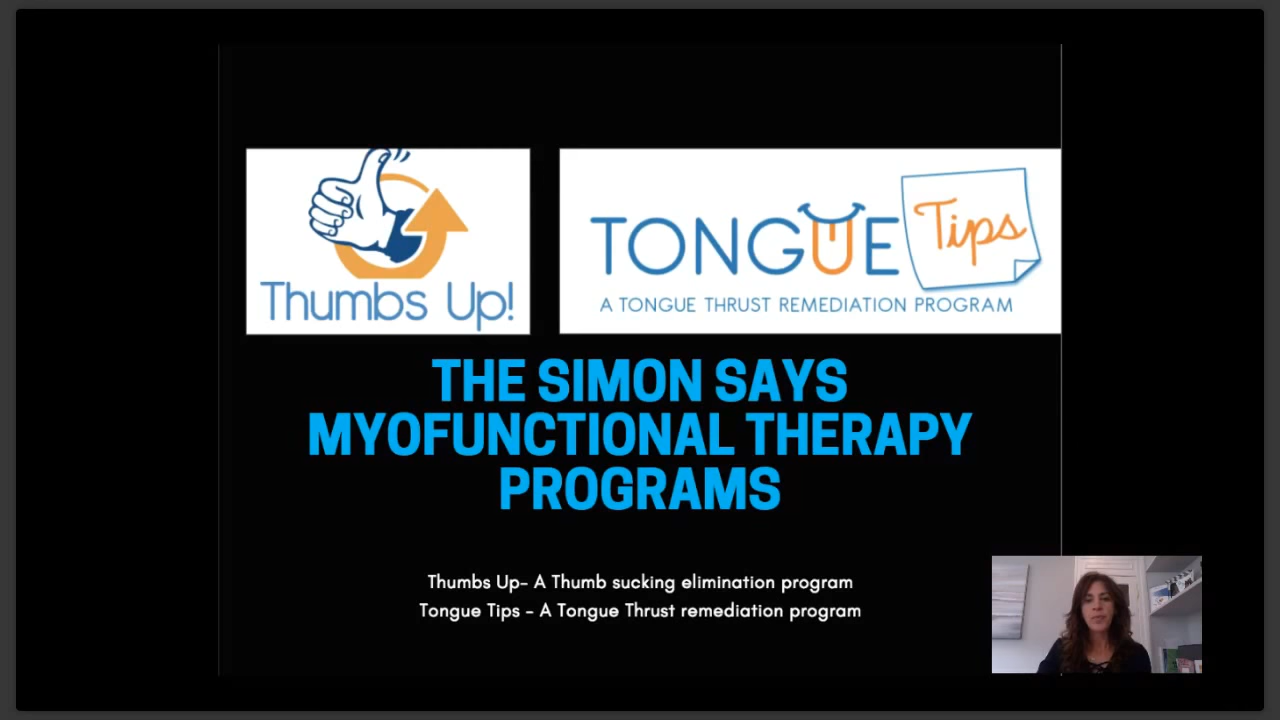 Thumbs Up!
TONGUE Tips
A TONGUE THRUST REMEDIATION PROGRAM
THE SIMON SAYS
MYOFUNCTIONAL THERAPY
PROGRAMS
Thumbs Up- A Thumb sucking elimination program
Tongue Tips - A Tongue Thrust remediation program